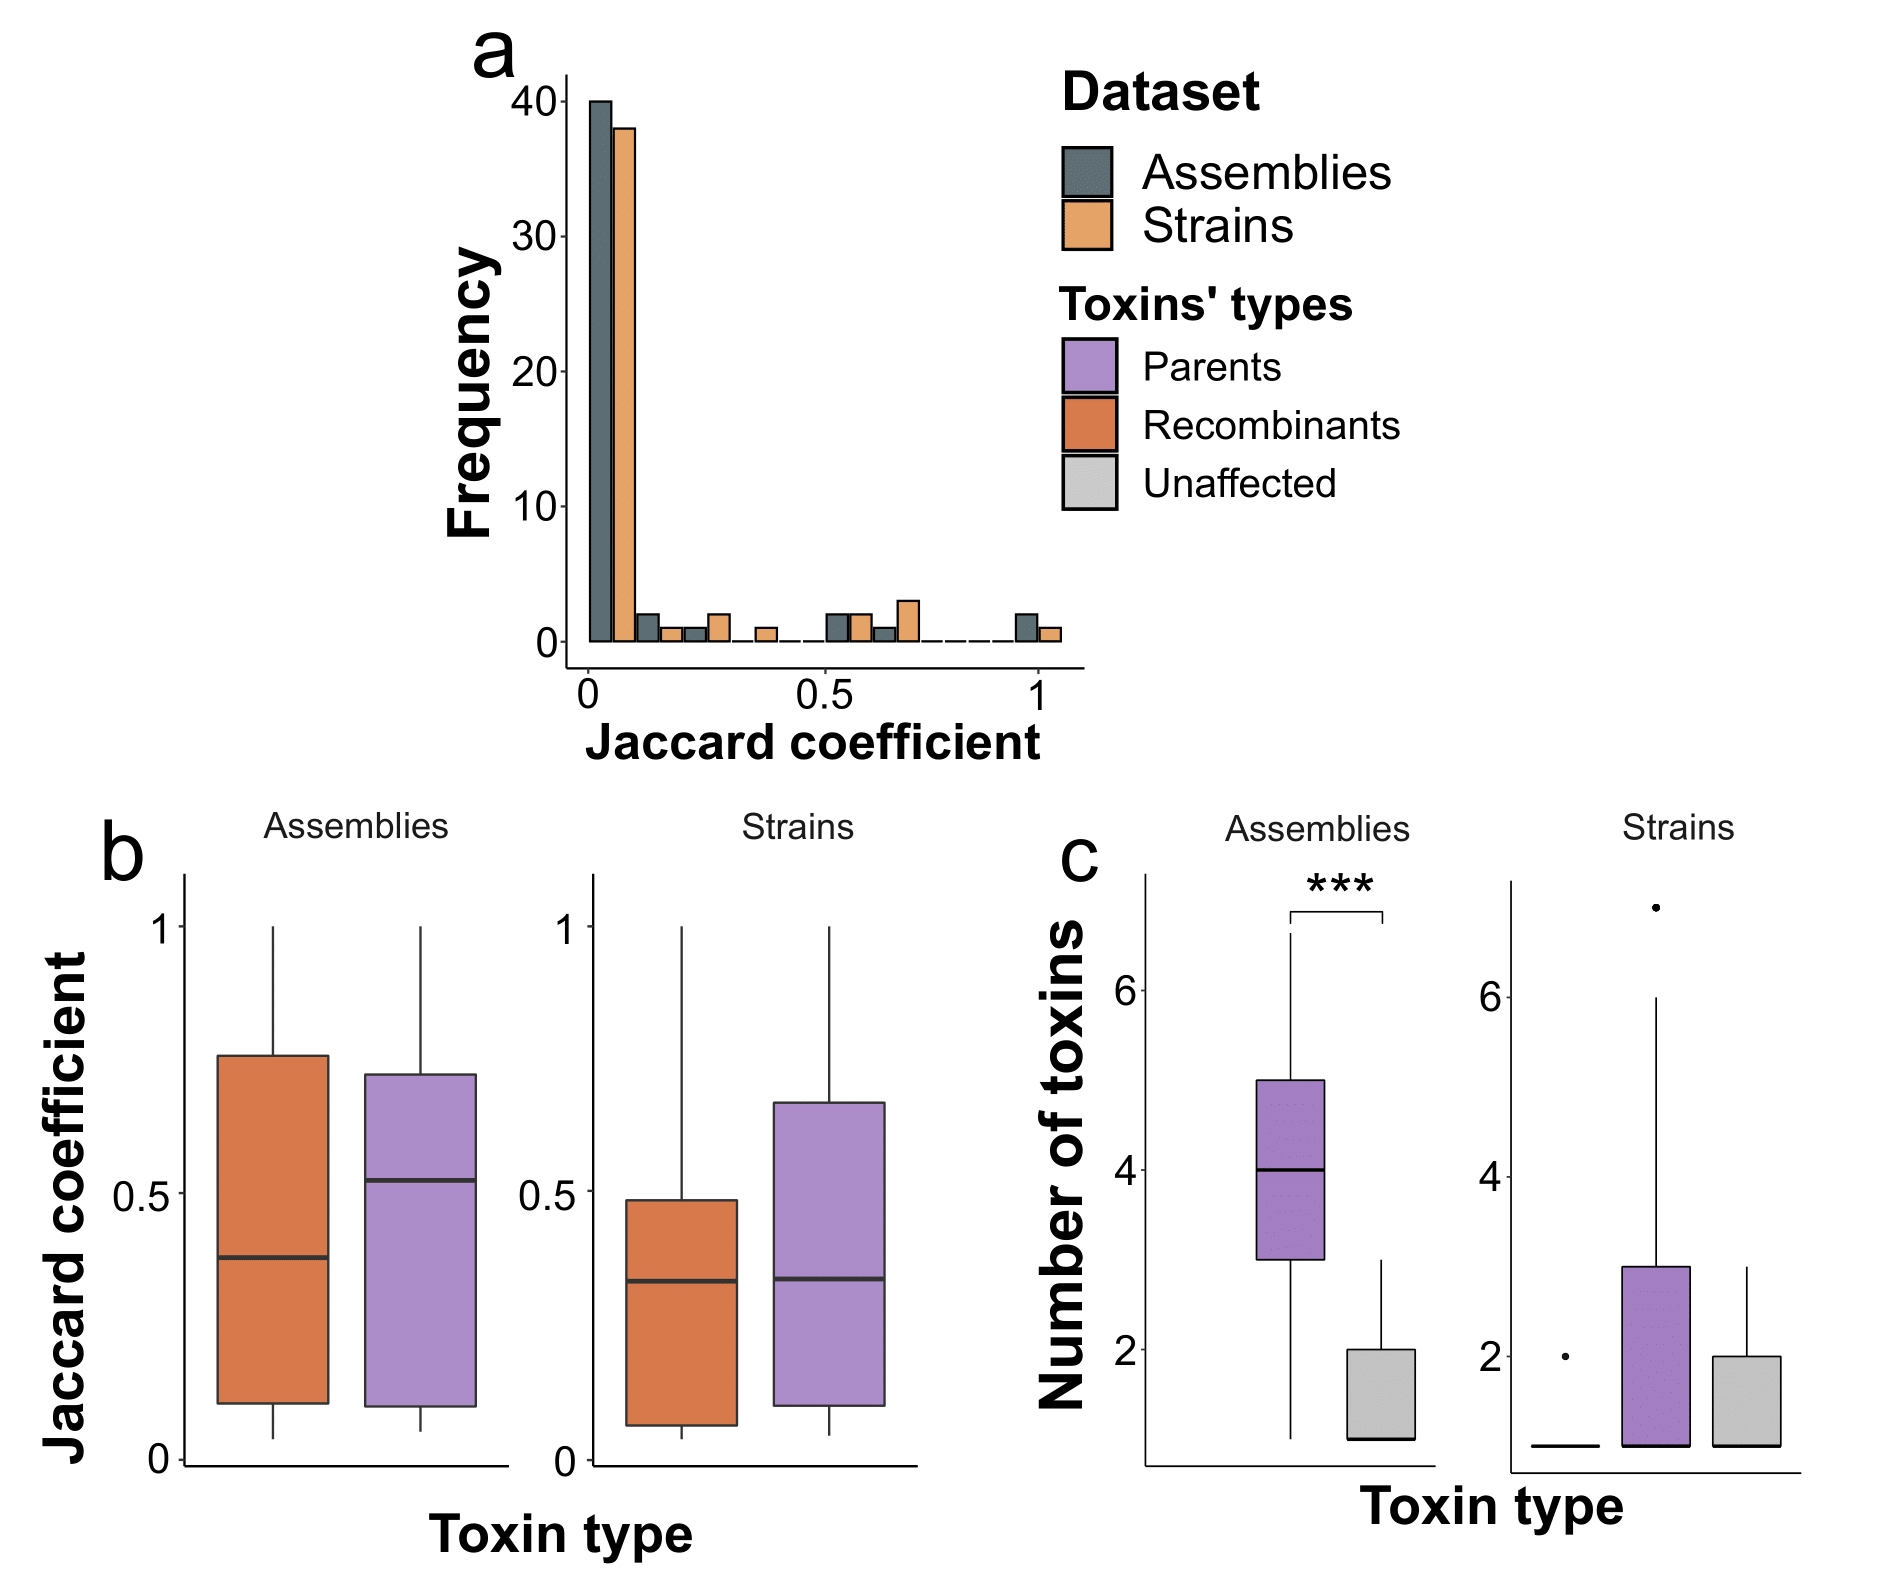 a
Frequency
40
30
20
10
0
0 0.5 1
Jaccard coefficient
Dataset
Assemblies
Strains
Toxins' types
Parents
Recombinants
Unaffected
b
Assemblies Strains
Jaccard coefficient
1
0.5
0
1
0.5
0
Toxin type
c
Assemblies Strains
***
Number of toxins
6
4
2
6
4
2
Toxin type